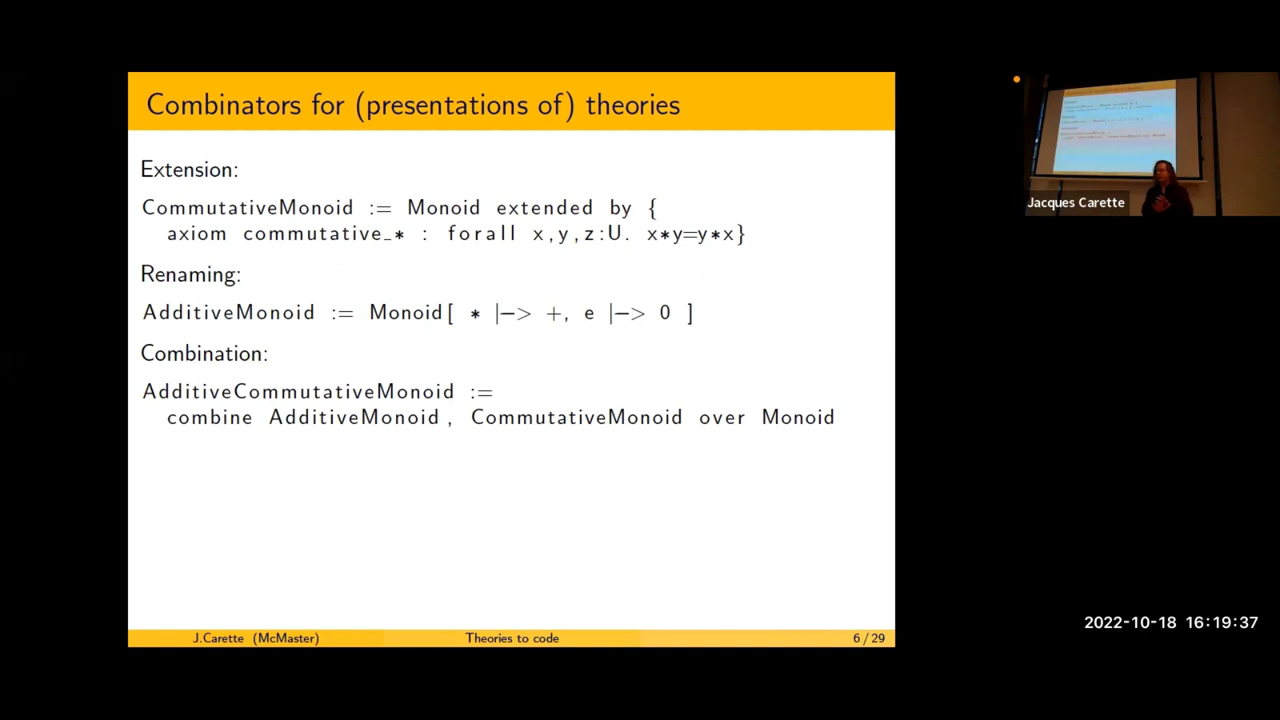 Combinators for (presentations of) theories
Extension:
CommutativeMonoid := Monoid extended by {
axiom commutative_* : forall x,y,z:U. x*y=y*x}
Renaming:
AdditiveMonoid := Monoid[ * |-> +, e |-> 0 ]
Combination:
AdditiveCommutativeMonoid :=
combine AdditiveMonoid, CommutativeMonoid over Monoid
J.Carette (McMaster)
Theories to code
6 / 29
Jacques Carette
2022-10-18 16:19:37